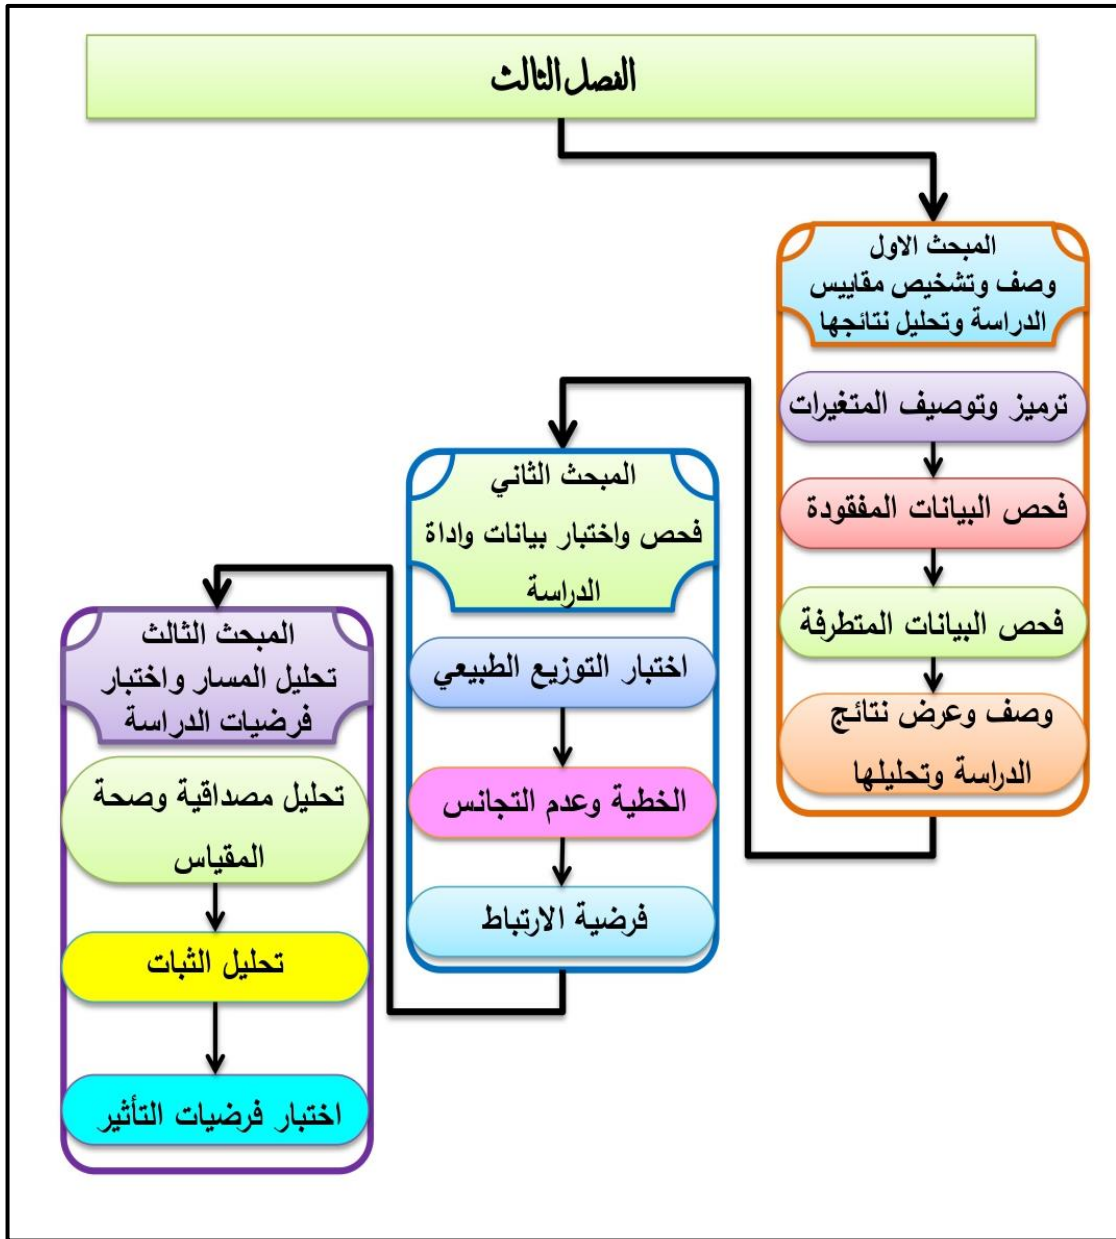 الفصل الثالث
المبحث الاول
وصف وتشخيص مقاييس
الدراسة وتحليل نتائجها
ترميز وتوصيف المتغيرات
فحص البيانات المفقودة
فحص البيانات المتطرفة
وصف وعرض نتائج
الدراسة وتحليلها
المبحث الثاني
فحص واختبار بيانات واداة
الدراسة
اختبار التوزيع الطبيعي
الخطية وعدم التجانس
فرضية الارتباط
المبحث الثالث
تحليل المسار واختبار
فرضيات الدراسة
تحليل مصداقية وصحة
المقياس
تحليل الثبات
اختبار فرضيات التأثير